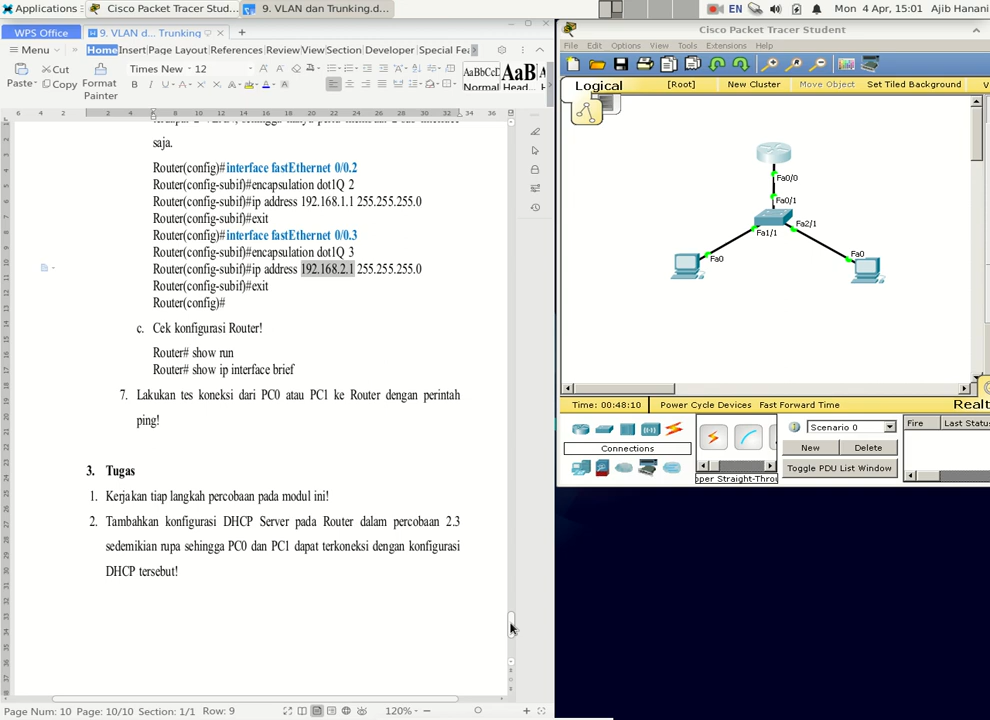 Applications
Cisco Packet Tracer Stud...
9. VLAN dan Trunking.d...
EN
Mon 4 Apr, 15:01
Ajib Hanani
WPS Office
9. VLAN d... Trunking
Menu
Home
Insert
Page Layout
References
Review
View
Section
Developer
Special Fea
Paste
Cut
Copy
Format
Painter
Times New
12
AaBbCcD
Normal
AaB
Head...
saja.
Router(config)#interface fastEthernet 0/0.2
Router(config-subif)#encapsulation dot1Q 2
Router(config-subif)#ip address 192.168.1.1 255.255.255.0
Router(config-subif)#exit
Router(config)#interface fastEthernet 0/0.3
Router(config-subif)#encapsulation dot1Q 3
Router(config-subif)#ip address 192.168.2.1 255.255.255.0
Router(config-subif)#exit
Router(config)#
c. Cek konfigurasi Router!
Router# show run
Router# show ip interface brief
7. Lakukan tes koneksi dari PC0 atau PC1 ke Router dengan perintah
ping!
3. Tugas
1. Kerjakan tiap langkah percobaan pada modul ini!
2. Tambahkan konfigurasi DHCP Server pada Router dalam percobaan 2.3
sedemikian rupa sehingga PC0 dan PC1 dapat terkoneksi dengan konfigurasi
DHCP tersebut!
Page Num: 10 Page: 10/10 Section: 1/1 Row: 9
120%
Cisco Packet Tracer Student
File Edit Options View Tools Extensions Help
Logical
[Root]
New Cluster
Move Object
Set Tiled Background
Fa0/0
Fa0/1
Fa1/1
Fa2/1
Fa0
Fa0
Time: 00:48:10
Power Cycle Devices Fast Forward Time
Realt
Connections
Scenario 0
New
Delete
Toggle PDU List Window
Fire
Last Status
pper Straight-Throu